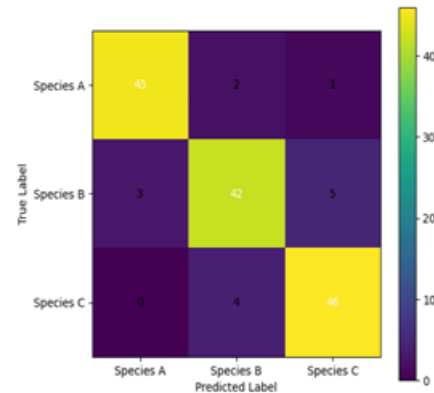 40
Species A 45 2 1
30
True Label
Species B 3 42 5
20
10
Species C 0 4 46
0
Species A Species B Species C
Predicted Label